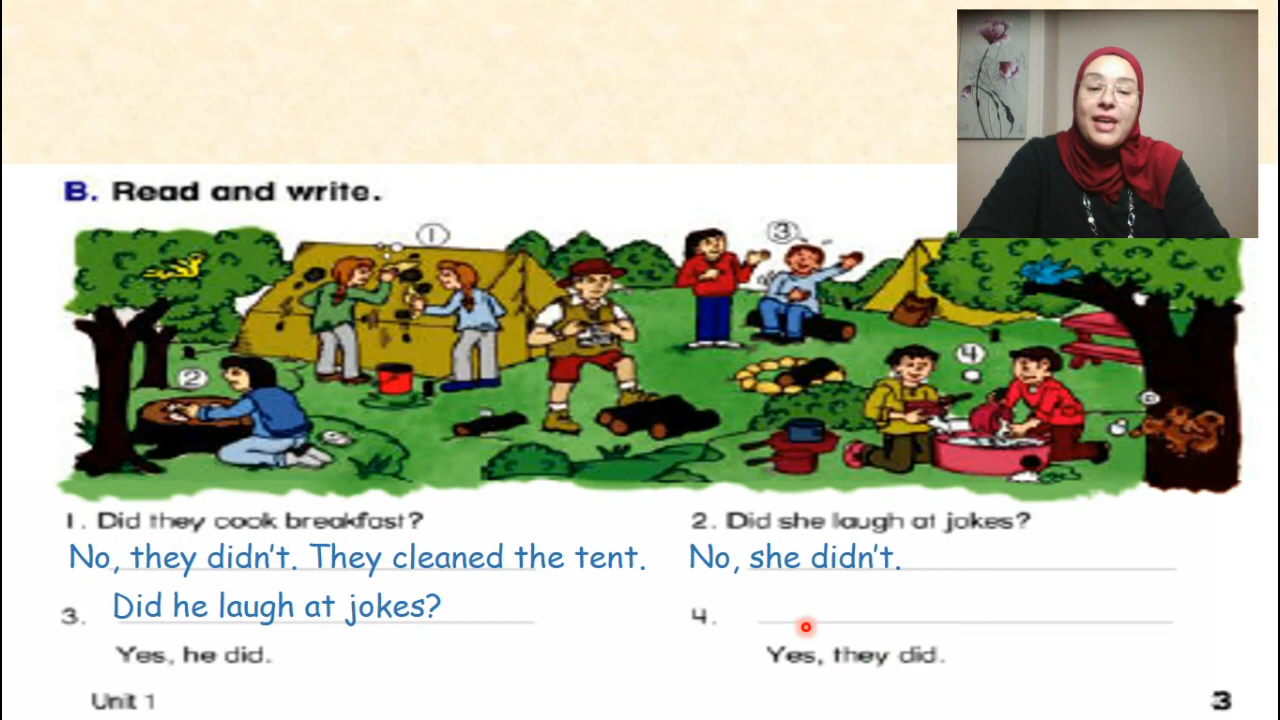 B. Read and write.
1
2
3
4
1. Did they cook breakfast?
No, they didn't. They cleaned the tent.
2. Did she laugh at jokes?
No, she didn't.
3. Did he laugh at jokes?
Yes, he did.
4.
Yes, they did.
Unit 1
3